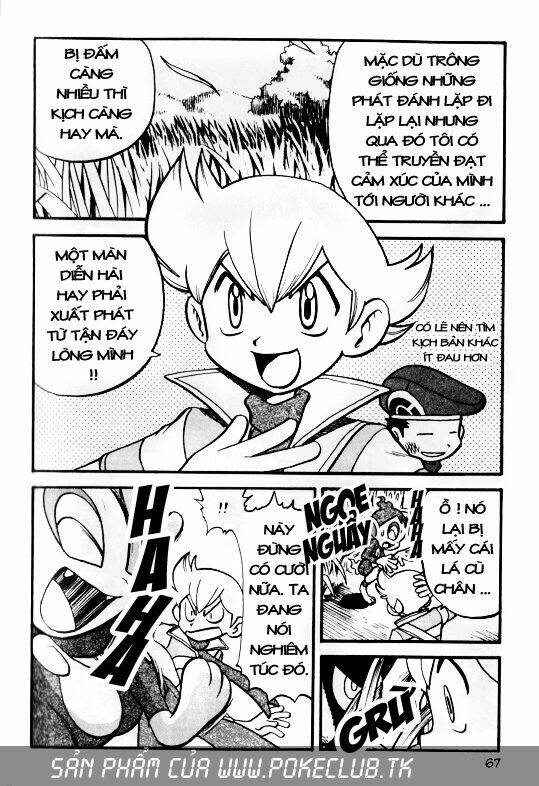 BỊ ĐẤM
CÀNG
NHIỀU THÌ
KỊCH CÀNG
HAY MÀ.
MẶC DÙ TRÔNG
GIỐNG NHỮNG
PHÁT ĐÁNH LẶP ĐI
LẶP LẠI NHƯNG
QUA ĐÓ TÔI CÓ
THỂ TRUYỀN ĐẠT
CẢM XÚC CỦA MÌNH
TỚI NGƯỜI KHÁC ...
MỘT MÀN
DIỄN HÀI
HAY PHẢI
XUẤT PHÁT
TỪ TẬN ĐÁY
LÒNG MÌNH
!!
CÓ LẼ NÊN TÌM
KỊCH BẢN KHÁC
ÍT ĐAU HƠN
HAHA
!!
NÀY
ĐỪNG
CÓ CƯỜI
NỮA. TA
ĐANG
NÓI
NGHIÊM
TÚC ĐÓ.
NGOE
NGUẨY
HAHA
Ồ ! NÓ
LẠI BỊ
MẤY CÁI
LÁ CÙ
CHÂN ...
GRỪ
67
SẢN PHẨM CỦA WWW.POKECLUB.TK